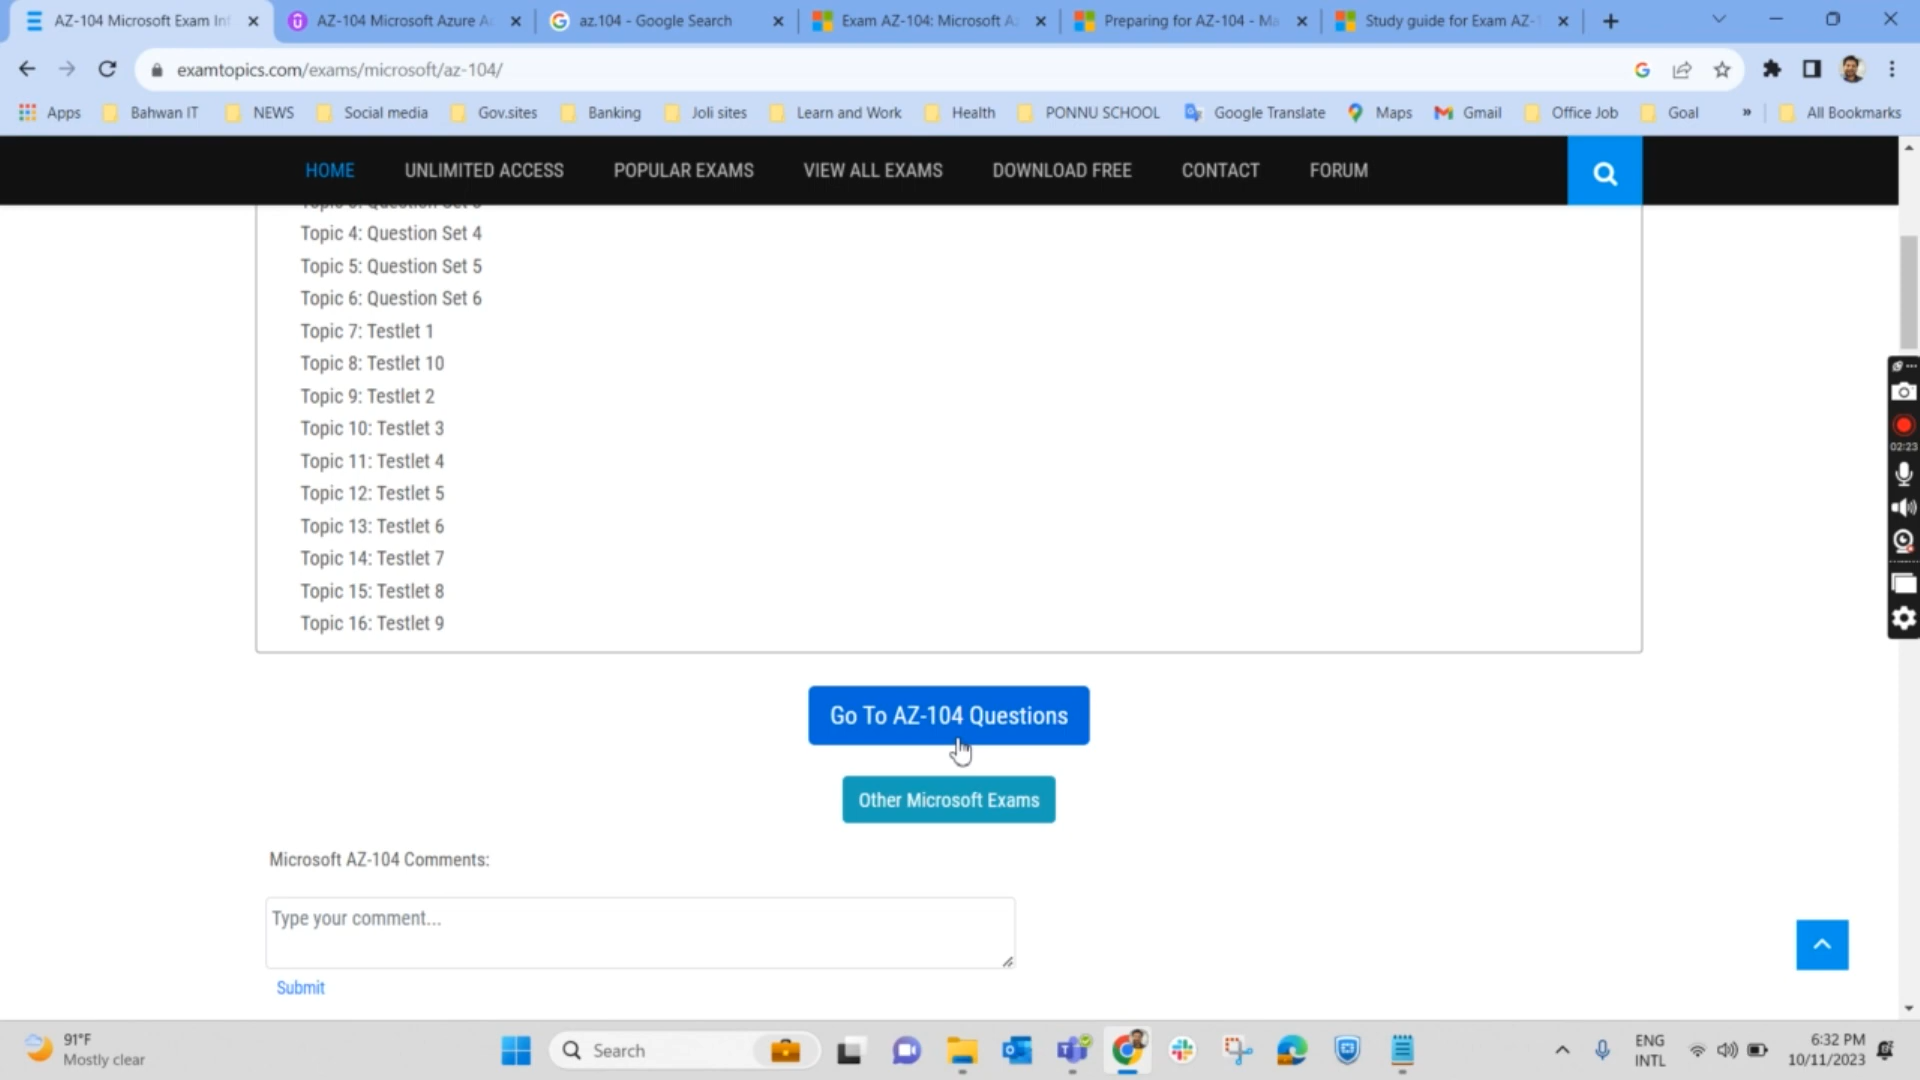 AZ-104 Microsoft Exam Inf
AZ-104 Microsoft Azure A
az.104 - Google Search
Exam AZ-104: Microsoft A
Preparing for AZ-104 - Ma
Study guide for Exam AZ-1
examtopics.com/exams/microsoft/az-104/
Apps
Bahwan IT
NEWS
Social media
Gov.sites
Banking
Joli sites
Learn and Work
Health
PONNU SCHOOL
Google Translate
Maps
Gmail
Office Job
Goal
»
All Bookmarks
HOME
UNLIMITED ACCESS
POPULAR EXAMS
VIEW ALL EXAMS
DOWNLOAD FREE
CONTACT
FORUM
Topic 4: Question Set 4
Topic 5: Question Set 5
Topic 6: Question Set 6
Topic 7: Testlet 1
Topic 8: Testlet 10
Topic 9: Testlet 2
Topic 10: Testlet 3
Topic 11: Testlet 4
Topic 12: Testlet 5
Topic 13: Testlet 6
Topic 14: Testlet 7
Topic 15: Testlet 8
Topic 16: Testlet 9
02:23
Go To AZ-104 Questions
Other Microsoft Exams
Microsoft AZ-104 Comments:
Type your comment...
Submit
91°F
Mostly clear
Search
ENG
INTL
6:32 PM
10/11/2023